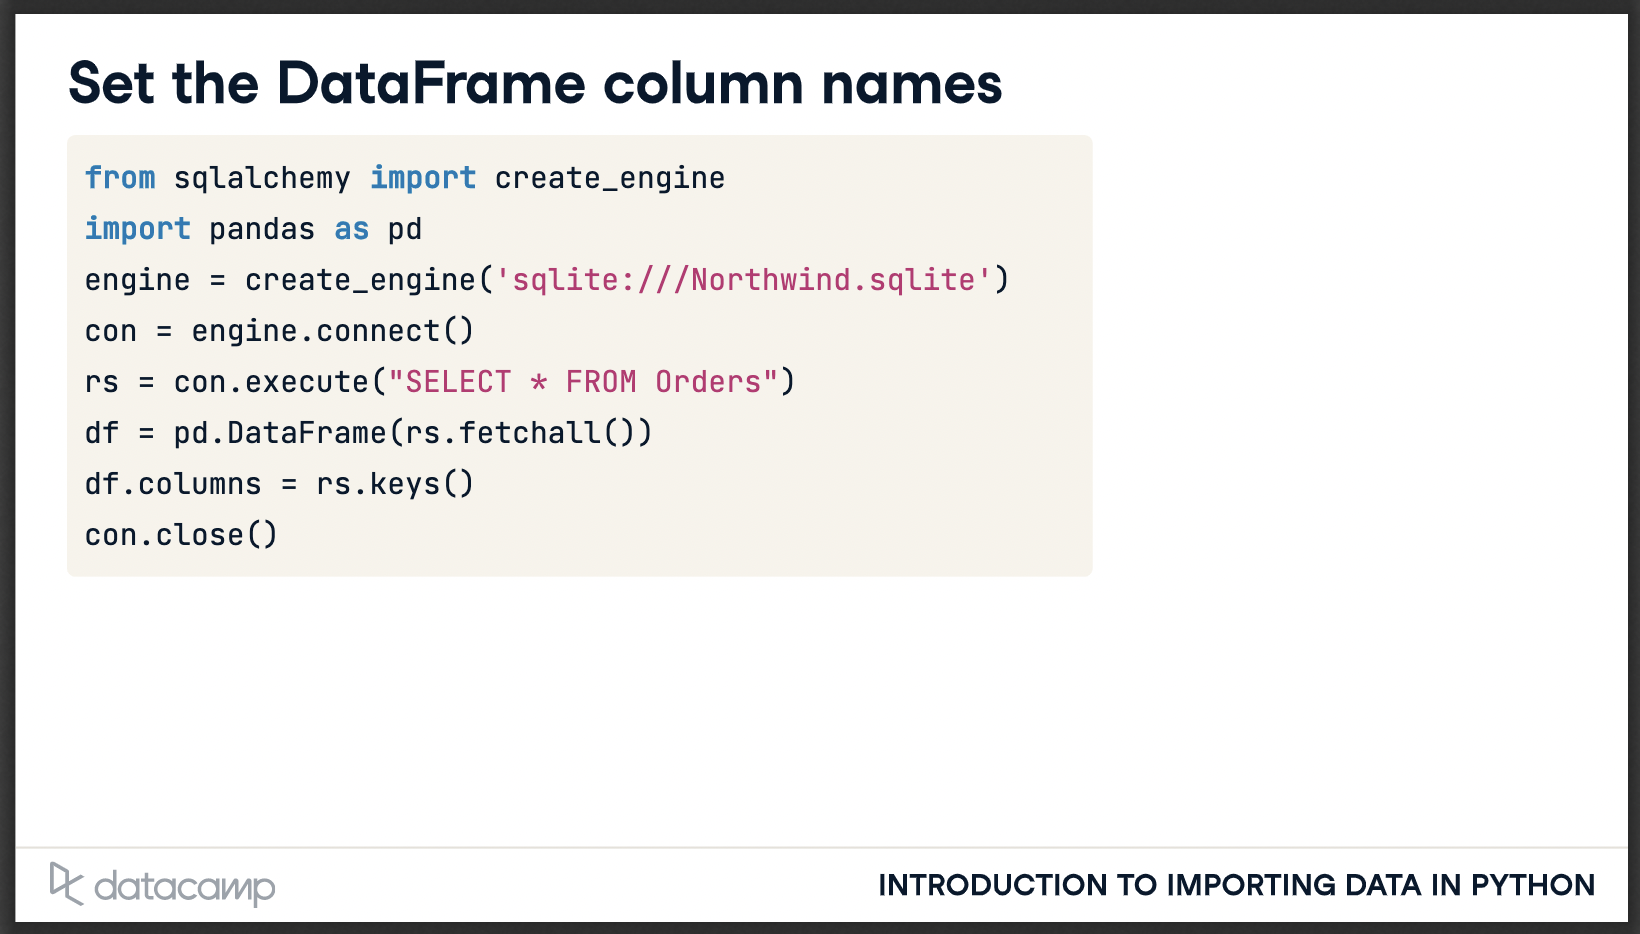 Set the DataFrame column names
from sqlalchemy import create_engine
import pandas as pd
engine = create_engine('sqlite:///Northwind.sqlite')
con = engine.connect()
rs = con.execute("SELECT * FROM Orders")
df = pd.DataFrame(rs.fetchall())
df.columns = rs.keys()
con.close()
datacamp
INTRODUCTION TO IMPORTING DATA IN PYTHON